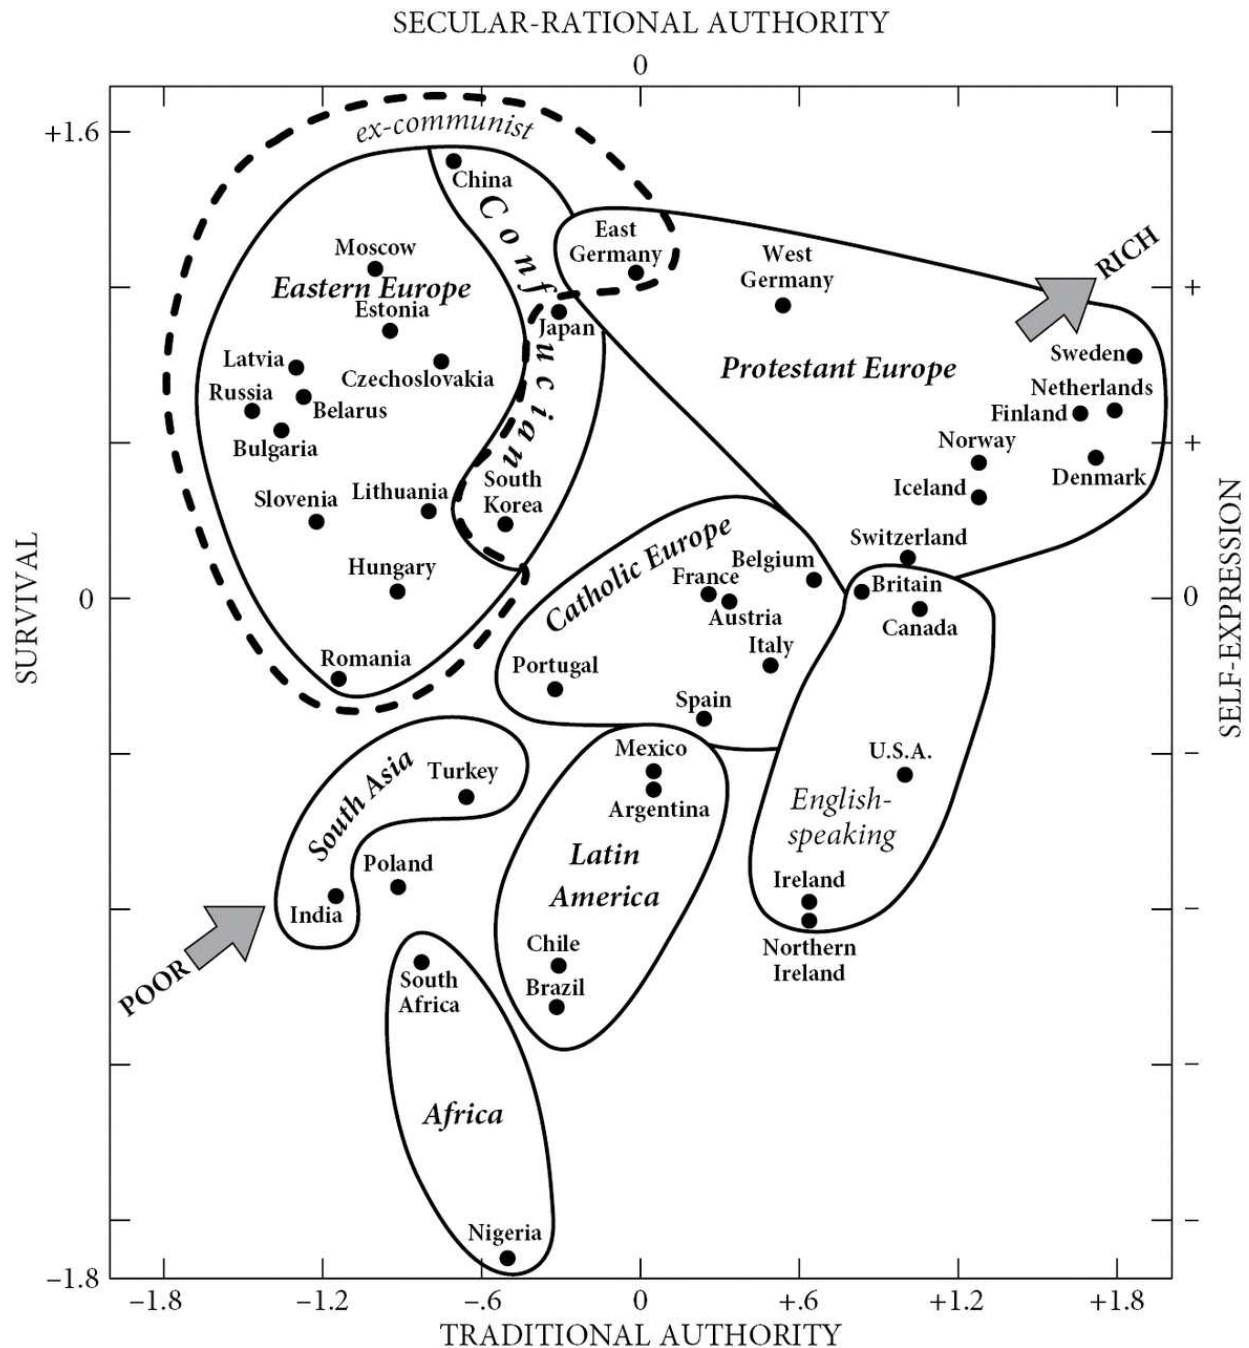 SECULAR-RATIONAL AUTHORITY
0
+1.6
ex-communist
China
Confucian
East
Germany
West
Germany
RICH
Moscow
Eastern Europe
Estonia
+
Japan
Latvia
Czechoslovakia
Protestant Europe
Sweden
Russia
Belarus
Netherlands
Finland
Bulgaria
Norway
+
Denmark
South
Korea
Slovenia
Lithuania
Iceland
Catholic Europe
Switzerland
Hungary
France
Belgium
Britain
0
0
Austria
Canada
SURVIVAL
SELF-EXPRESSION
Romania
Portugal
Italy
Spain
South Asia
Turkey
Mexico
Argentina
U.S.A.
–
English-
speaking
Poland
Latin
America
Ireland
India
–
Northern
Ireland
POOR
Chile
Brazil
South
Africa
–
Africa
–
Nigeria
–1.8
–1.8
–1.2
–.6
0
+.6
+1.2
+1.8
TRADITIONAL AUTHORITY